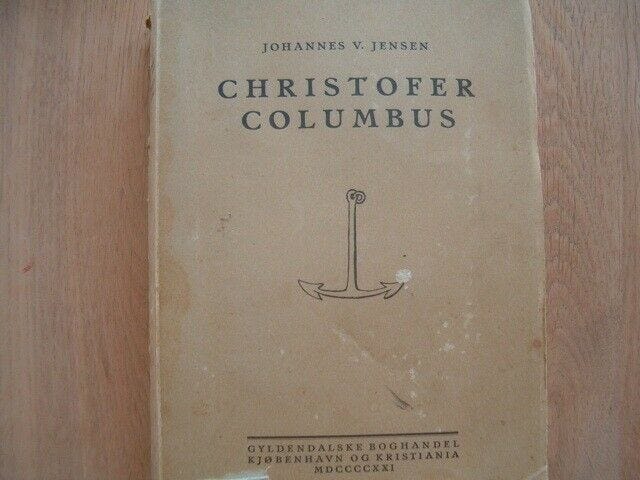 JOHANNES V. JENSEN
CHRISTOFER
COLUMBUS
GYLDENDALSKE BOGHANDEL
KJØBENHAVN OG KRISTIANIA
MDCCCCXXI